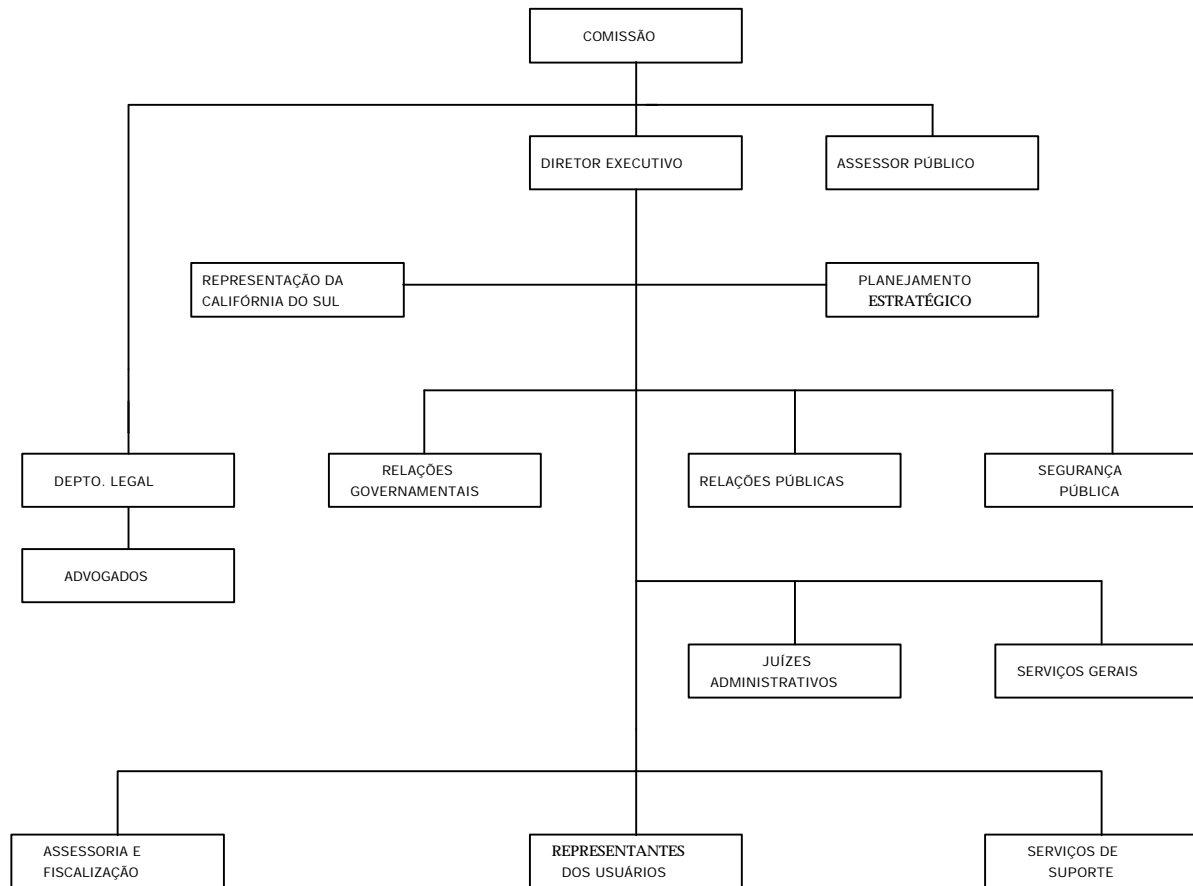 COMISSÃO
DIRETOR EXECUTIVO
ASSESSOR PÚBLICO
REPRESENTAÇÃO DA
CALIFÓRNIA DO SUL
PLANEJAMENTO
ESTRATÉGICO
DEPTO. LEGAL
RELAÇÕES
GOVERNAMENTAIS
RELAÇÕES PÚBLICAS
SEGURANÇA
PÚBLICA
ADVOGADOS
JUÍZES
ADMINISTRATIVOS
SERVIÇOS GERAIS
ASSESSORIA E
FISCALIZAÇÃO
REPRESENTANTES
DOS USUÁRIOS
SERVIÇOS DE
SUPORTE